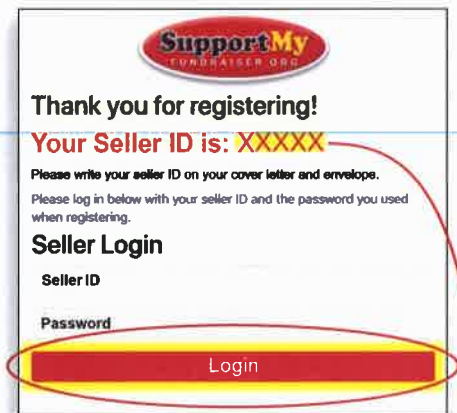 SupportMy
FUNDRAISER.ORG
Thank you for registering!
Your Seller ID is: XXXXX
Please write your seller ID on your cover letter and envelope.
Please log in below with your seller ID and the password you used
when registering.
Seller Login
Seller ID
Password
Login